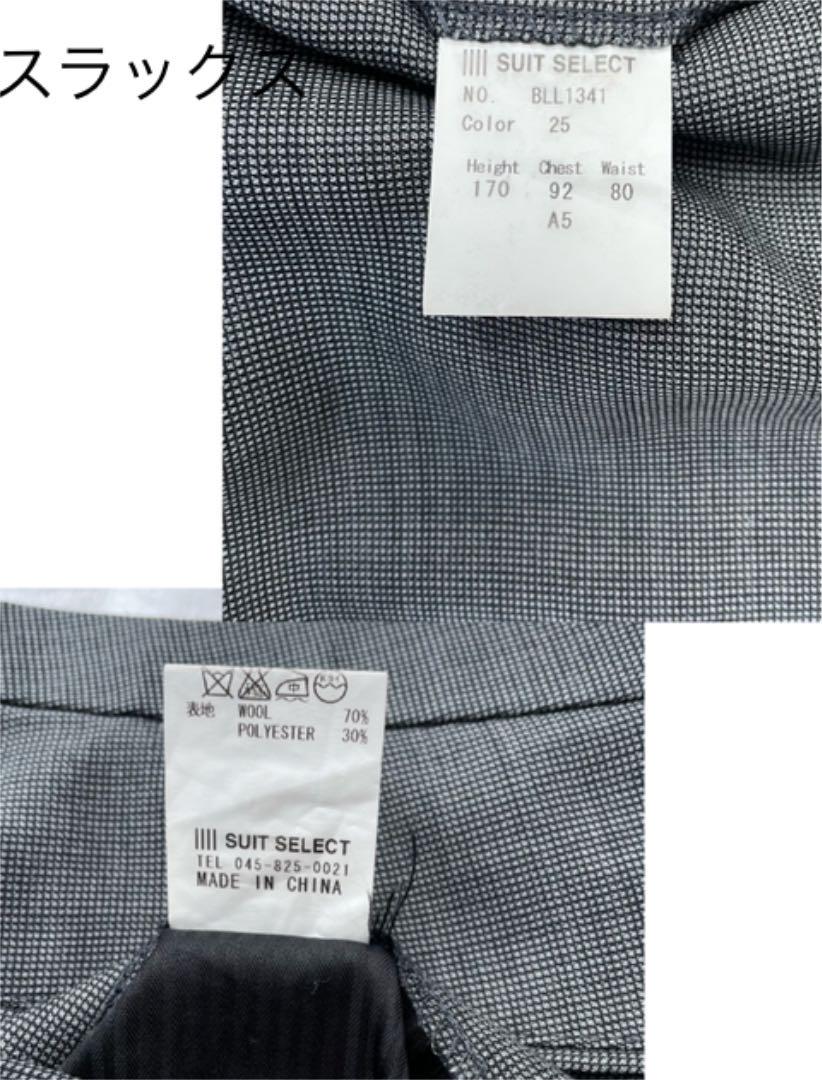 スラックス
SUIT SELECT
NO. BLL1341
Color 25
Height Chest Waist
170 92 80
A5
中
表地 WOOL 70%
POLYESTER 30%
SUIT SELECT
TEL 045-825-0021
MADE IN CHINA